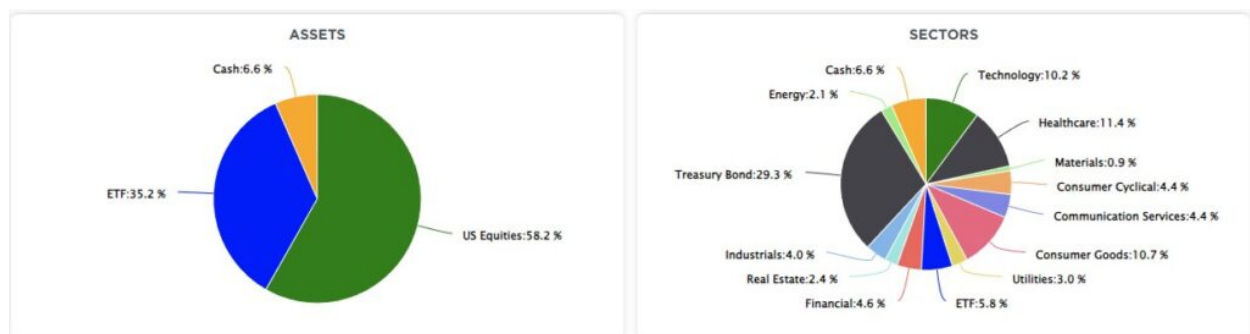 ASSETS
Cash:6.6 %
ETF:35.2 %
US Equities:58.2 %
SECTORS
Cash:6.6 %
Technology:10.2 %
Energy:2.1 %
Healthcare:11.4 %
Materials:0.9 %
Treasury Bond:29.3 %
Consumer Cyclical:4.4 %
Communication Services:4.4 %
Industrials:4.0 %
Consumer Goods:10.7 %
Real Estate:2.4 %
Utilities:3.0 %
Financial:4.6 %
ETF:5.8 %